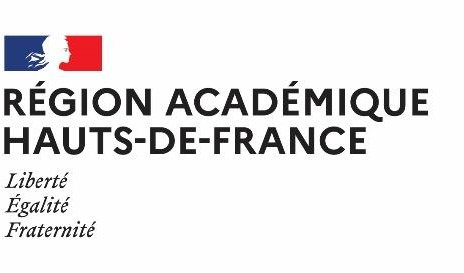 RÉGION ACADÉMIQUE
HAUTS-DE-FRANCE
Liberté
Égalité
Fraternité